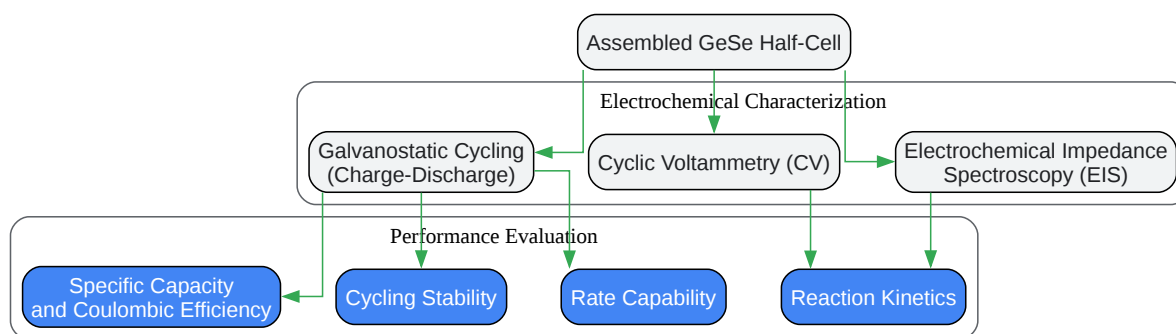 Assembled GeSe Half-Cell
Electrochemical Characterization
Galvanostatic Cycling
(Charge-Discharge)
Cyclic Voltammetry (CV)
Electrochemical Impedance
Spectroscopy (EIS)
Performance Evaluation
Specific Capacity
and Coulombic Efficiency
Cycling Stability
Rate Capability
Reaction Kinetics